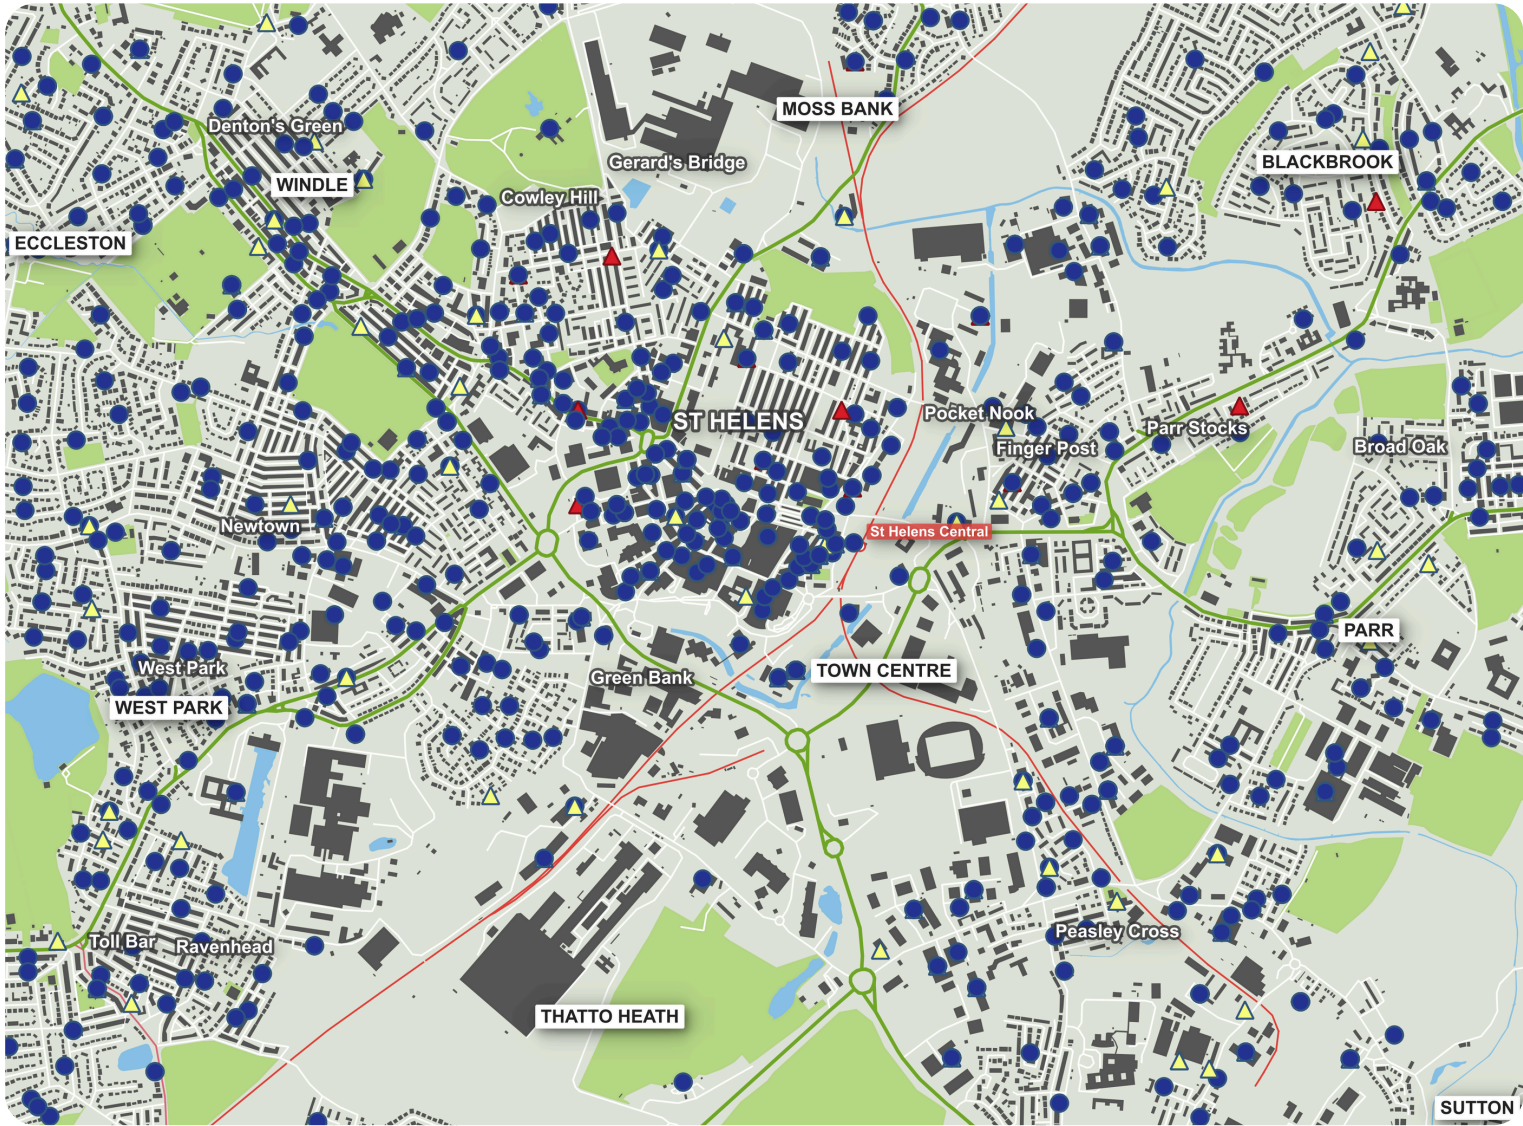 MOSS BANK
Denton's Green
Gerard's Bridge
BLACKBROOK
WINDLE
Cowley Hill
ECCLESTON
Pocket Nook
ST HELENS
Parr Stocks
Finger Post
Broad Oak
Newtown
St Helens Central
PARR
West Park
TOWN CENTRE
Green Bank
WEST PARK
Peasley Cross
Toll Bar
Ravenhead
THATTO HEATH
SUTTON